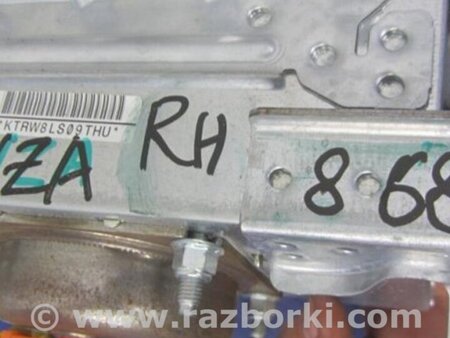 *KTRW8LS09THU*
RH
ZA
8 68
© - www.razborki.com